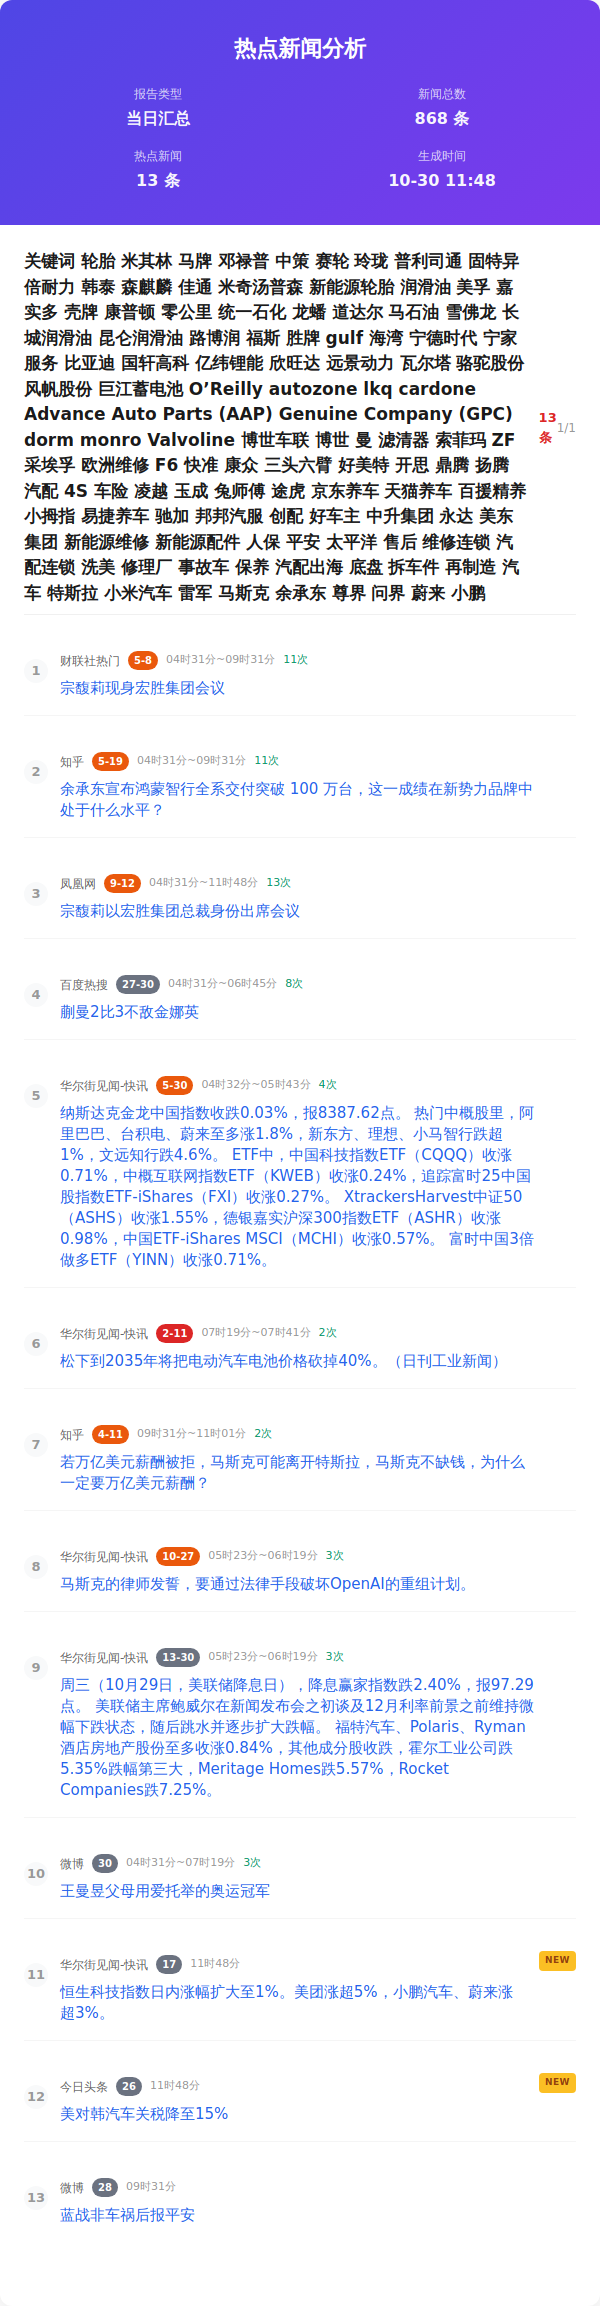 热点新闻分析
报告类型
当日汇总
新闻总数
868 条
热点新闻
13 条
生成时间
10-30 11:48
关键词 轮胎 米其林 马牌 邓禄普 中策 赛轮 玲珑 普利司通 固特异
倍耐力 韩泰 森麒麟 佳通 米奇汤普森 新能源轮胎 润滑油 美孚 嘉
实多 壳牌 康普顿 零公里 统一石化 龙蟠 道达尔 马石油 雪佛龙 长
城润滑油 昆仑润滑油 路博润 福斯 胜牌 gulf 海湾 宁德时代 宁家
服务 比亚迪 国轩高科 亿纬锂能 欣旺达 远景动力 瓦尔塔 骆驼股份
风帆股份 巨江蓄电池 O’Reilly autozone lkq cardone
Advance Auto Parts (AAP) Genuine Company (GPC)
dorm monro Valvoline 博世车联 博世 曼 滤清器 索菲玛 ZF
采埃孚 欧洲维修 F6 快准 康众 三头六臂 好美特 开思 鼎腾 扬腾
汽配 4S 车险 凌越 玉成 兔师傅 途虎 京东养车 天猫养车 百援精养
小拇指 易捷养车 驰加 邦邦汽服 创配 好车主 中升集团 永达 美东
集团 新能源维修 新能源配件 人保 平安 太平洋 售后 维修连锁 汽
配连锁 洗美 修理厂 事故车 保养 汽配出海 底盘 拆车件 再制造 汽
车 特斯拉 小米汽车 雷军 马斯克 余承东 尊界 问界 蔚来 小鹏
13
条
1/1
1
财联社热门 5-8 04时31分~09时31分 11次
宗馥莉现身宏胜集团会议
2
知乎 5-19 04时31分~09时31分 11次
余承东宣布鸿蒙智行全系交付突破 100 万台，这一成绩在新势力品牌中
处于什么水平？
3
凤凰网 9-12 04时31分~11时48分 13次
宗馥莉以宏胜集团总裁身份出席会议
4
百度热搜 27-30 04时31分~06时45分 8次
蒯曼2比3不敌金娜英
5
华尔街见闻-快讯 5-30 04时32分~05时43分 4次
纳斯达克金龙中国指数收跌0.03%，报8387.62点。 热门中概股里，阿
里巴巴、台积电、蔚来至多涨1.8%，新东方、理想、小马智行跌超
1%，文远知行跌4.6%。 ETF中，中国科技指数ETF（CQQQ）收涨
0.71%，中概互联网指数ETF（KWEB）收涨0.24%，追踪富时25中国
股指数ETF-iShares（FXI）收涨0.27%。 XtrackersHarvest中证50
（ASHS）收涨1.55%，德银嘉实沪深300指数ETF（ASHR）收涨
0.98%，中国ETF-iShares MSCI（MCHI）收涨0.57%。 富时中国3倍
做多ETF（YINN）收涨0.71%。
6
华尔街见闻-快讯 2-11 07时19分~07时41分 2次
松下到2035年将把电动汽车电池价格砍掉40%。（日刊工业新闻）
7
知乎 4-11 09时31分~11时01分 2次
若万亿美元薪酬被拒，马斯克可能离开特斯拉，马斯克不缺钱，为什么
一定要万亿美元薪酬？
8
华尔街见闻-快讯 10-27 05时23分~06时19分 3次
马斯克的律师发誓，要通过法律手段破坏OpenAI的重组计划。
9
华尔街见闻-快讯 13-30 05时23分~06时19分 3次
周三（10月29日，美联储降息日），降息赢家指数跌2.40%，报97.29
点。 美联储主席鲍威尔在新闻发布会之初谈及12月利率前景之前维持微
幅下跌状态，随后跳水并逐步扩大跌幅。 福特汽车、Polaris、Ryman
酒店房地产股份至多收涨0.84%，其他成分股收跌，霍尔工业公司跌
5.35%跌幅第三大，Meritage Homes跌5.57%，Rocket
Companies跌7.25%。
10
微博 30 04时31分~07时19分 3次
王曼昱父母用爱托举的奥运冠军
11
华尔街见闻-快讯 17 11时48分
NEW
恒生科技指数日内涨幅扩大至1%。美团涨超5%，小鹏汽车、蔚来涨
超3%。
12
今日头条 26 11时48分
NEW
美对韩汽车关税降至15%
13
微博 28 09时31分
蓝战非车祸后报平安